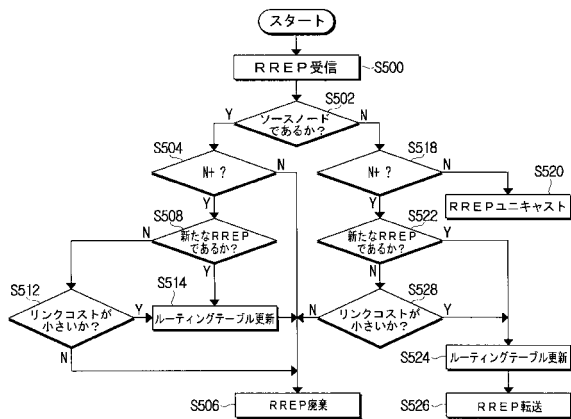 スタート
RREP受信
S500
S502
ソースノード
であるか?
Y
N
S504
N+ ?
N
Y
S518
N+ ?
N
Y
S520
RREPユニキャスト
S508
新たなRREP
であるか?
N
Y
S522
新たなRREP
であるか?
Y
N
S512
リンクコストが
小さいか?
Y
N
S514
ルーティングテーブル更新
S528
リンクコストが
小さいか?
N
Y
S524
ルーティングテーブル更新
S506
RREP廃棄
S526
RREP転送